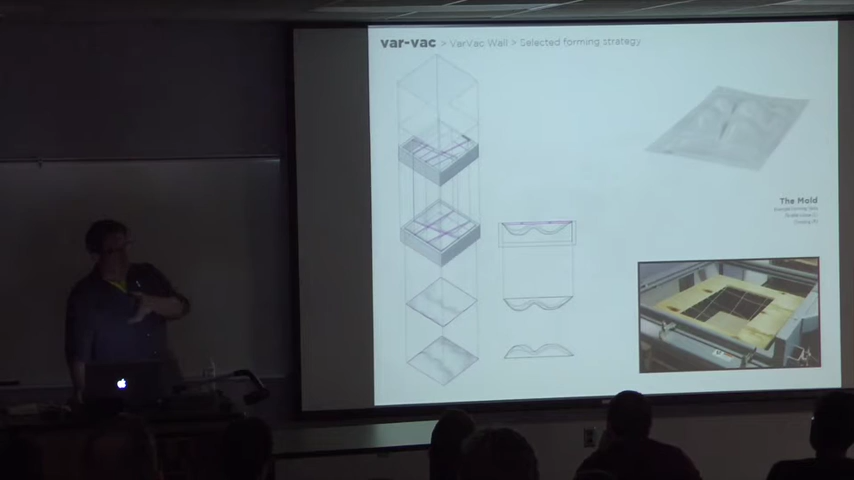 var-vac > VarVac Wall > Selected forming strategy
The Mold